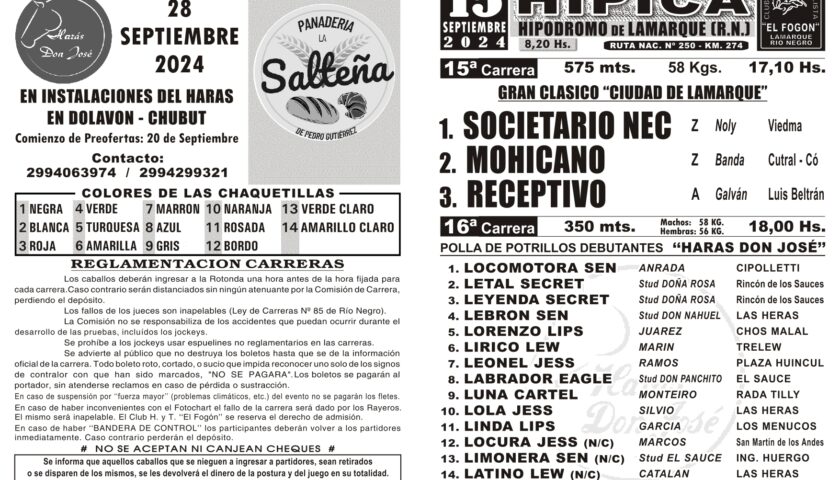 Harás
Don José
28
SEPTIEMBRE
2024
EN INSTALACIONES DEL HARAS
EN DOLAVON - CHUBUT
Comienzo de Preofertas: 20 de Septiembre
Contacto:
2994063974 / 2994299321
PANADERIA
LA
Salteña
DE PEDRO GUTIÉRREZ
COLORES DE LAS CHAQUETILLAS
1 NEGRA 4 VERDE 7 MARRON 10 NARANJA 13 VERDE CLARO
2 BLANCA 5 TURQUESA 8 AZUL 11 ROSADA 14 AMARILLO CLARO
3 ROJA 6 AMARILLA 9 GRIS 12 BORDO
REGLAMENTACION CARRERAS
Los caballos deberán ingresar a la Rotonda una hora antes de la hora fijada para
cada carrera.Caso contrario serán distanciados sin ningún atenuante por la Comisión de Carrera,
perdiendo el depósito.
Los fallos de los jueces son inapelables (Ley de Carreras Nº 85 de Río Negro).
La Comisión no se responsabiliza de los accidentes que puedan ocurrir durante el
desarrollo de las pruebas, incluídos los jockeys.
Se prohíbe a los jockeys usar espuelines no reglamentarios en las carreras.
Se advierte al público que no destruya los boletos hasta que se de la información
oficial de la carrera. Todo boleto roto, cortado, o sucio que impida reconocer uno solo de los signos
de contralor con que han sido marcados, "NO SE PAGARA".Los boletos se pagarán al
portador, sin atenderse reclamos en caso de pérdida o sustracción.
En caso de suspensión por "fuerza mayor" (problemas climáticos, etc.) del evento no se pagarán los fletes.
En caso de haber inconvenientes con el Fotochart el fallo de la carrera será dado por los Rayeros.
El mismo será inapelable. El Club H. y T. "El Fogón" se reserva el derecho de admisión.
En caso de haber "BANDERA DE CONTROL" los participantes deberán volver a los partidores
inmediatamente. Caso contrario perderán el depósito.
# NO SE ACEPTAN NI CANJEAN CHEQUES #
Se informa que aquellos caballos que se nieguen a ingresar a partidores, sean retirados
o se disparen de los mismos, se les devolverá el dinero de la postura y del juego en su totalidad.
15
SEPTIEMBRE
2024
HIPICA
HIPODROMO DE LAMARQUE (R.N.)
8,20 Hs. RUTA NAC. Nº 250 - KM. 274
CLUB
"EL FOGON"
LAMARQUE
RIO NEGRO
15ª Carrera 575 mts. 58 Kgs. 17,10 Hs.
GRAN CLASICO "CIUDAD DE LAMARQUE"
1. SOCIETARIO NEC Z Noly Viedma
2. MOHICANO Z Banda Cutral - Có
3. RECEPTIVO A Galván Luis Beltrán
16ª Carrera 350 mts. Machos: 58 KG. Hembras: 56 KG. 18,00 Hs.
POLLA DE POTRILLOS DEBUTANTES "HARAS DON JOSÉ"
1. LOCOMOTORA SEN ANRADA CIPOLLETTI
2. LETAL SECRET Stud DOÑA ROSA Rincón de los Sauces
3. LEYENDA SECRET Stud DOÑA ROSA Rincón de los Sauces
4. LEBRON SEN Stud DON NAHUEL LAS HERAS
5. LORENZO LIPS JUAREZ CHOS MALAL
6. LIRICO LEW MARIN TRELEW
7. LEONEL JESS RAMOS PLAZA HUINCUL
8. LABRADOR EAGLE Stud DON PANCHITO EL SAUCE
9. LUNA CARTEL MONTEIRO RADA TILLY
10. LOLA JESS SILVIO LAS HERAS
11. LINDA LIPS GARCIA LOS MENUCOS
12. LOCURA JESS (N/C) MARCOS San Martin de los Andes
13. LIMONERA SEN (N/C) Stud EL SAUCE ING. HUERGO
14. LATINO LEW (N/C) CATALAN LAS HERAS
Harás
Don José